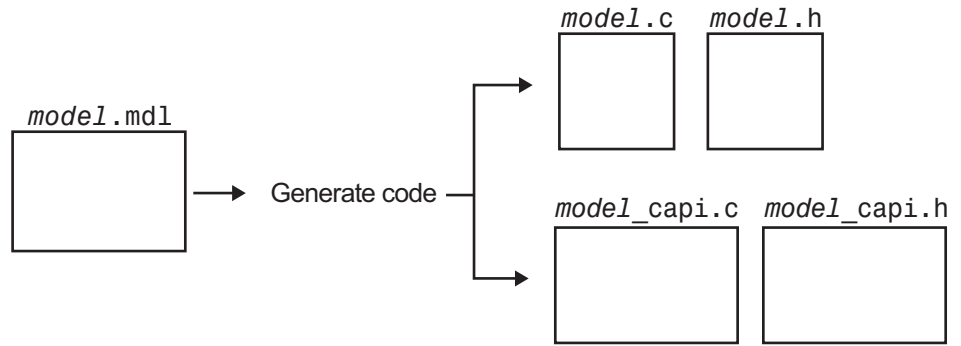 model.c
model.h
model.mdl
Generate code
model_capi.c
model_capi.h